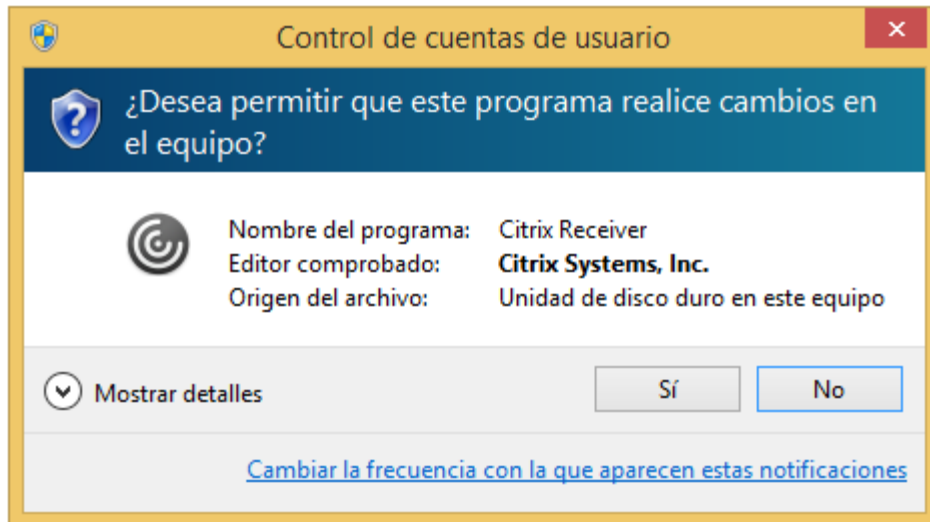 Control de cuentas de usuario
¿Desea permitir que este programa realice cambios en
el equipo?
Nombre del programa: Citrix Receiver
Editor comprobado: Citrix Systems, Inc.
Origen del archivo: Unidad de disco duro en este equipo
Mostrar detalles Sí No
Cambiar la frecuencia con la que aparecen estas notificaciones